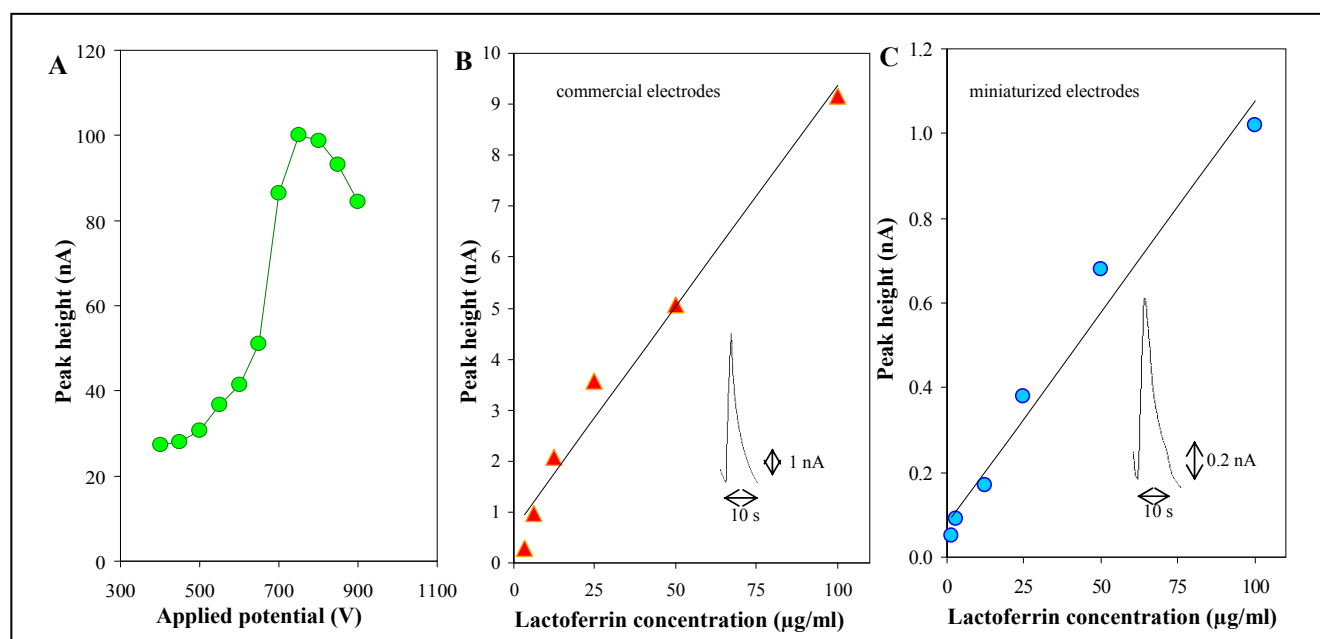 A
120
100
80
60
40
20
0
300 500 700 900 1100
Peak height (nA)
Applied potential (V)
B
commercial electrodes
10
9
8
7
6
5
4
3
2
1
0
0 25 50 75 100
Peak height (nA)
Lactoferrin concentration (µg/ml)
1 nA
10 s
C
miniaturized electrodes
1.2
1.0
0.8
0.6
0.4
0.2
0.0
0 25 50 75 100
Peak height (nA)
Lactoferrin concentration (µg/ml)
0.2 nA
10 s